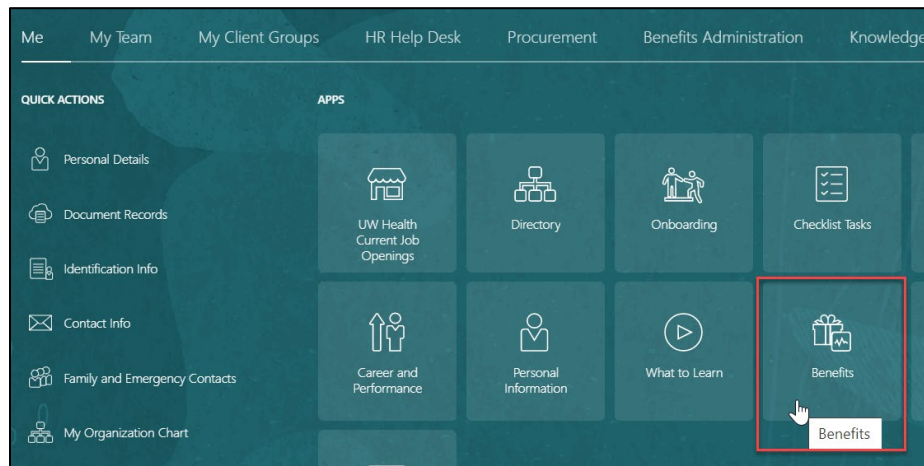 Me My Team My Client Groups HR Help Desk Procurement Benefits Administration Knowledge
QUICK ACTIONS
APPS
Personal Details
Document Records
Identification Info
Contact Info
Family and Emergency Contacts
My Organization Chart
UW Health
Current Job
Openings
Directory
Onboarding
Checklist Tasks
Career and
Performance
Personal
Information
What to Learn
Benefits
Benefits